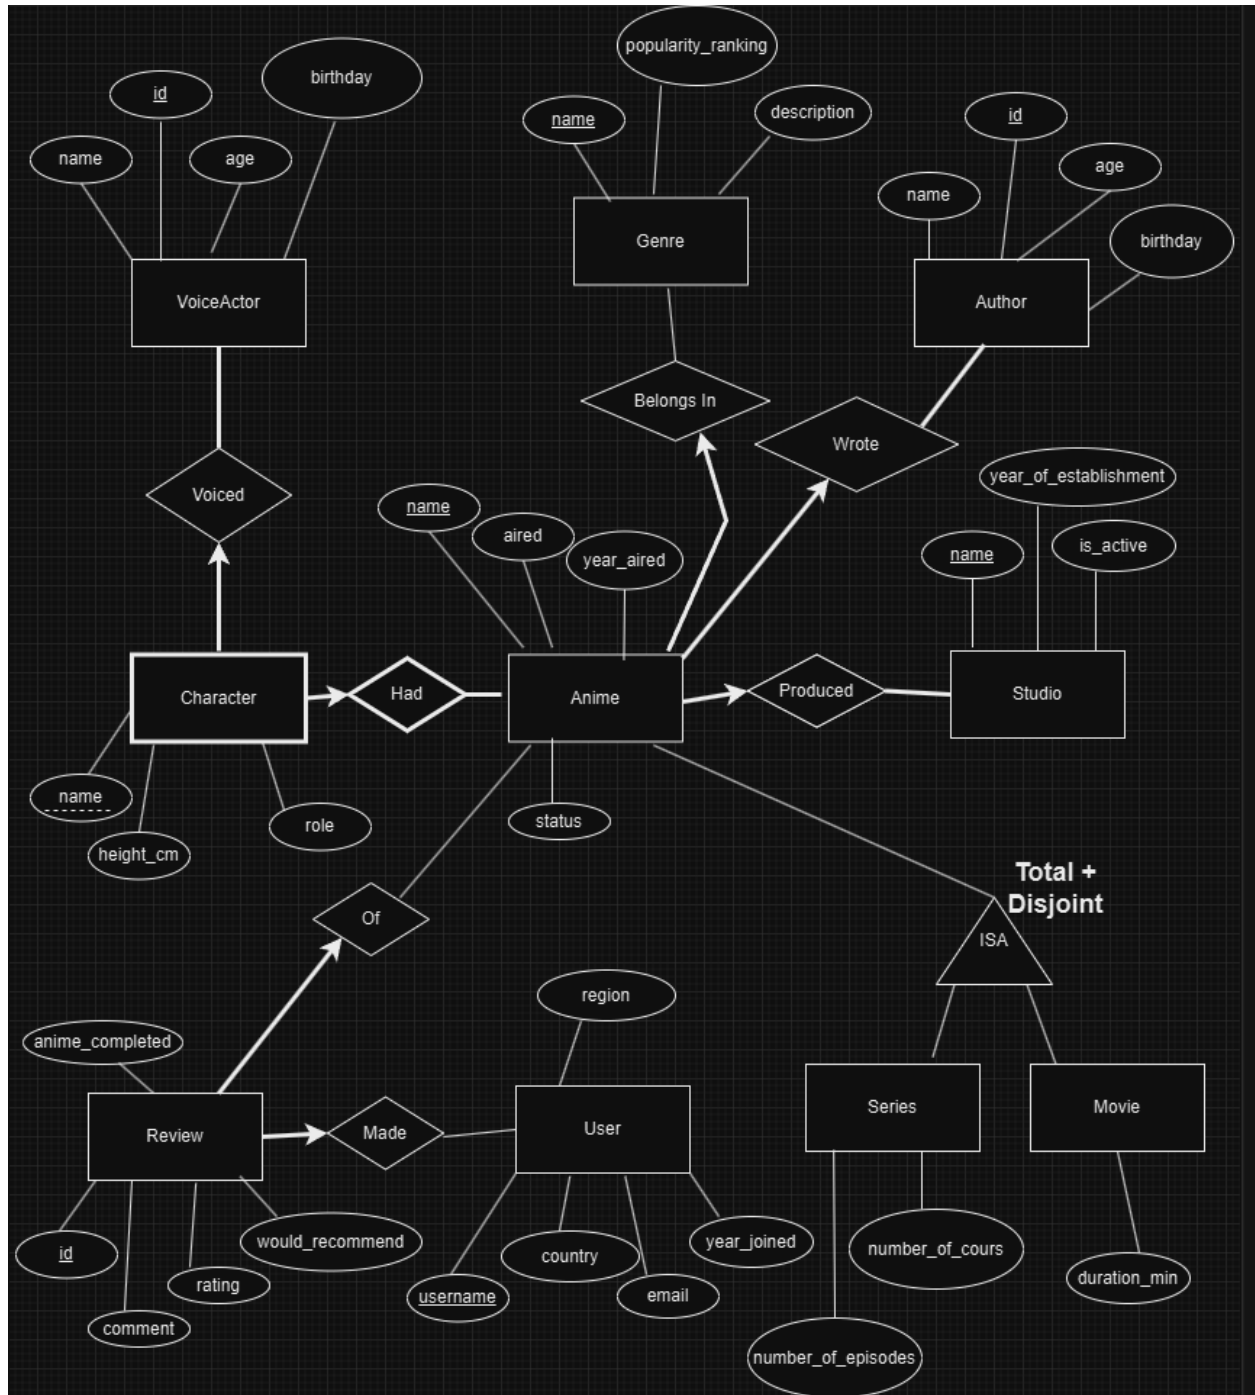 popularity_ranking
birthday
id
name
description
id
name
age
age
name
birthday
Genre
VoiceActor
Author
Belongs In
Wrote
year_of_establishment
Voiced
name
aired
year_aired
name
is_active
Character
Had
Anime
Produced
Studio
name
height_cm
role
status
Total +
Disjoint
ISA
Of
region
anime_completed
Review
Made
User
Series
Movie
id
would_recommend
rating
comment
country
year_joined
username
email
number_of_cours
duration_min
number_of_episodes